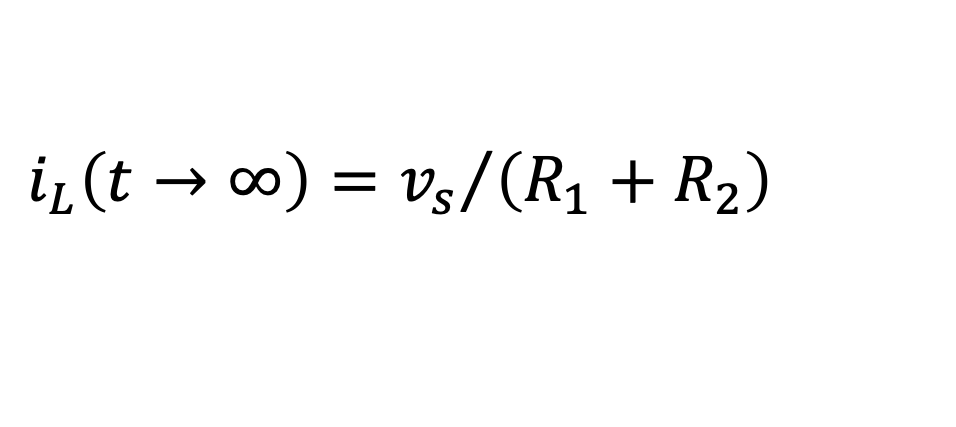 i_L(t → ∞) = v_s/(R_1 + R_2)